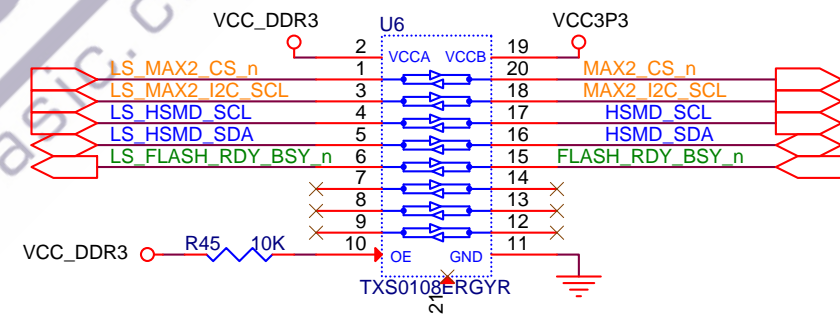 VCC_DDR3 U6 VCC3P3
2 VCCA VCCB 19
LS_MAX2_CS_n 1 20 MAX2_CS_n
LS_MAX2_I2C_SCL 3 18 MAX2_I2C_SCL
LS_HSMD_SCL 4 17 HSMD_SCL
LS_HSMD_SDA 5 16 HSMD_SDA
LS_FLASH_RDY_BSY_n 6 15 FLASH_RDY_BSY_n
7 14
8 13
9 12
VCC_DDR3 R45 10K 10 OE GND 11
TXS0108ERGYR
21
asic.c